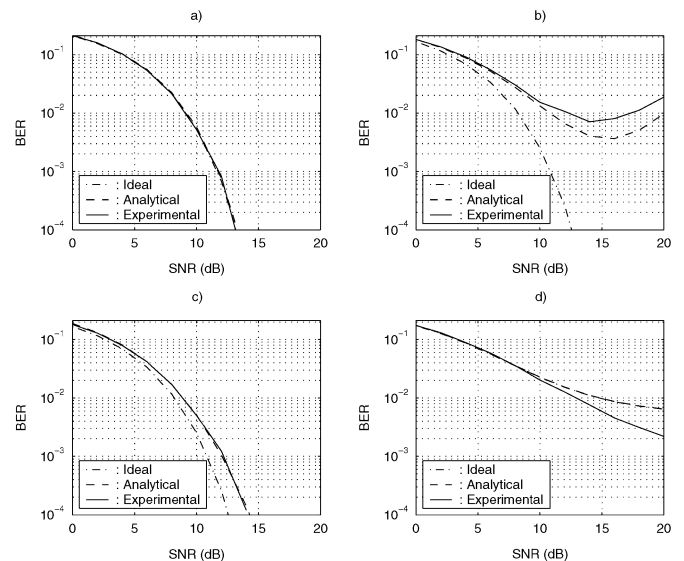 a)
10⁻¹
10⁻²
10⁻³
10⁻⁴
BER
: Ideal
: Analytical
: Experimental
0 5 10 15 20
SNR (dB)
b)
10⁻¹
10⁻²
10⁻³
10⁻⁴
BER
: Ideal
: Analytical
: Experimental
0 5 10 15 20
SNR (dB)
c)
10⁻¹
10⁻²
10⁻³
10⁻⁴
BER
: Ideal
: Analytical
: Experimental
0 5 10 15 20
SNR (dB)
d)
10⁻¹
10⁻²
10⁻³
10⁻⁴
BER
: Ideal
: Analytical
: Experimental
0 5 10 15 20
SNR (dB)